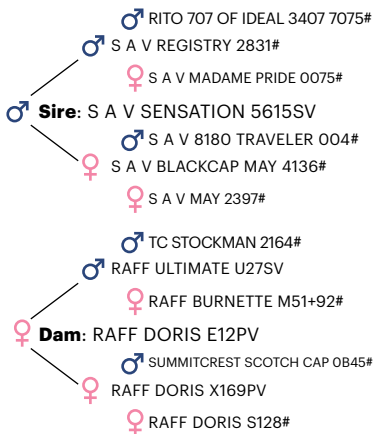 RITO 707 OF IDEAL 3407 7075#
S A V REGISTRY 2831#
S A V MADAME PRIDE 0075#
Sire: S A V SENSATION 5615SV
S A V 8180 TRAVELER 004#
S A V BLACKCAP MAY 4136#
S A V MAY 2397#
TC STOCKMAN 2164#
RAFF ULTIMATE U27SV
RAFF BURNETTE M51+92#
Dam: RAFF DORIS E12PV
SUMMITCREST SCOTCH CAP 0B45#
RAFF DORIS X169PV
RAFF DORIS S128#